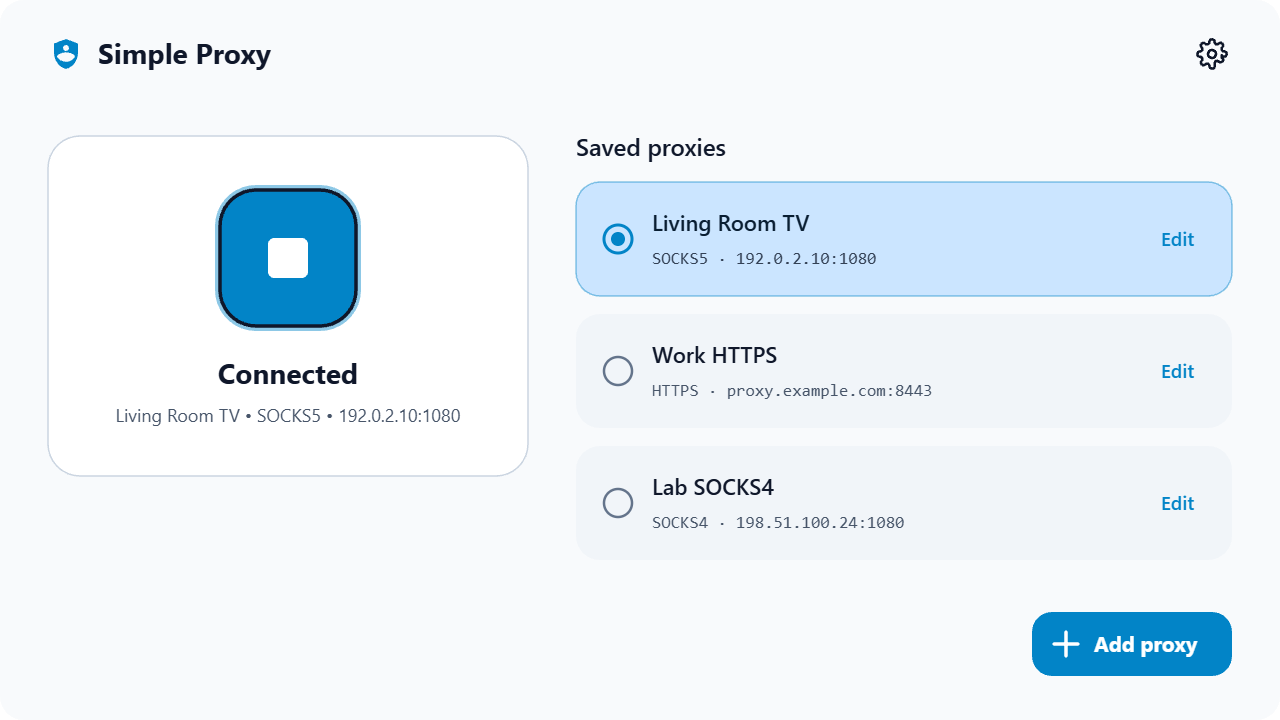 Simple Proxy
Connected
Living Room TV • SOCKS5 • 192.0.2.10:1080
Saved proxies
Living Room TV
SOCKS5 · 192.0.2.10:1080
Edit
Work HTTPS
HTTPS · proxy.example.com:8443
Edit
Lab SOCKS4
SOCKS4 · 198.51.100.24:1080
Edit
Add proxy